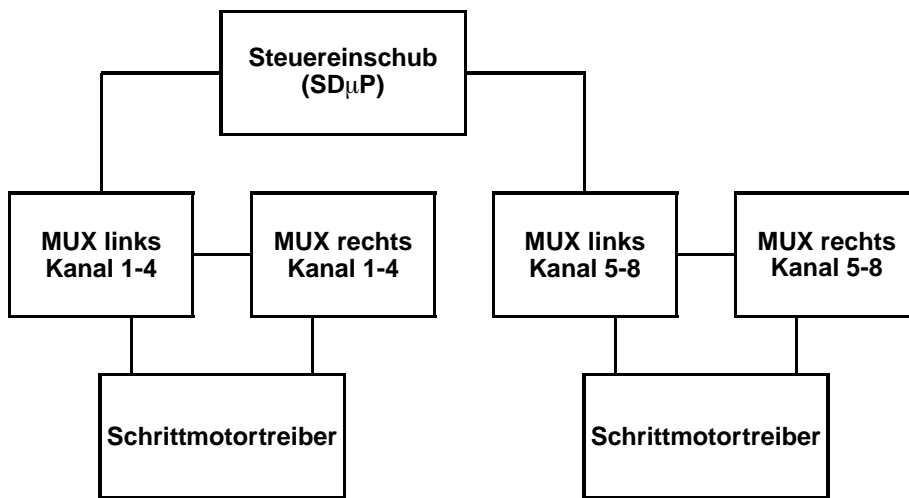 Steuereinschub
(SDμP)
MUX links
Kanal 1-4
MUX rechts
Kanal 1-4
MUX links
Kanal 5-8
MUX rechts
Kanal 5-8
Schrittmotortreiber
Schrittmotortreiber